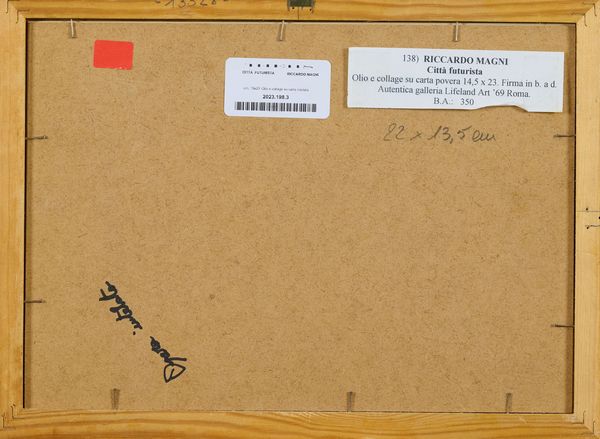 CITTÀ FUTURISTA RICCARDO MAGNI
2023.198.3
138) RICCARDO MAGNI
Città futurista
Olio e collage su carta povera 14,5 x 23. Firma in b. a d.
Autentica galleria Lifeland Art ’69 Roma.
B.A.: 350
22 x 13,5 cm